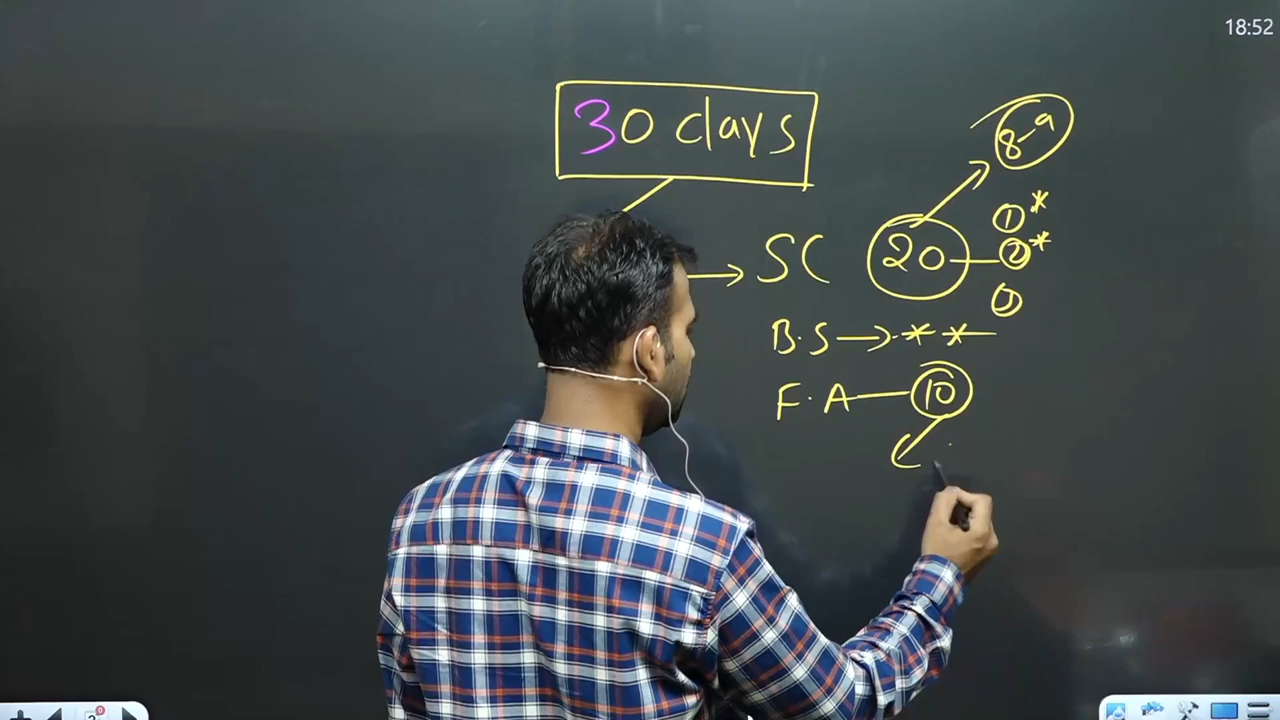 18:52
30 days
8-9
①*
SC 20 ②*
③
B.S → **
F.A 10